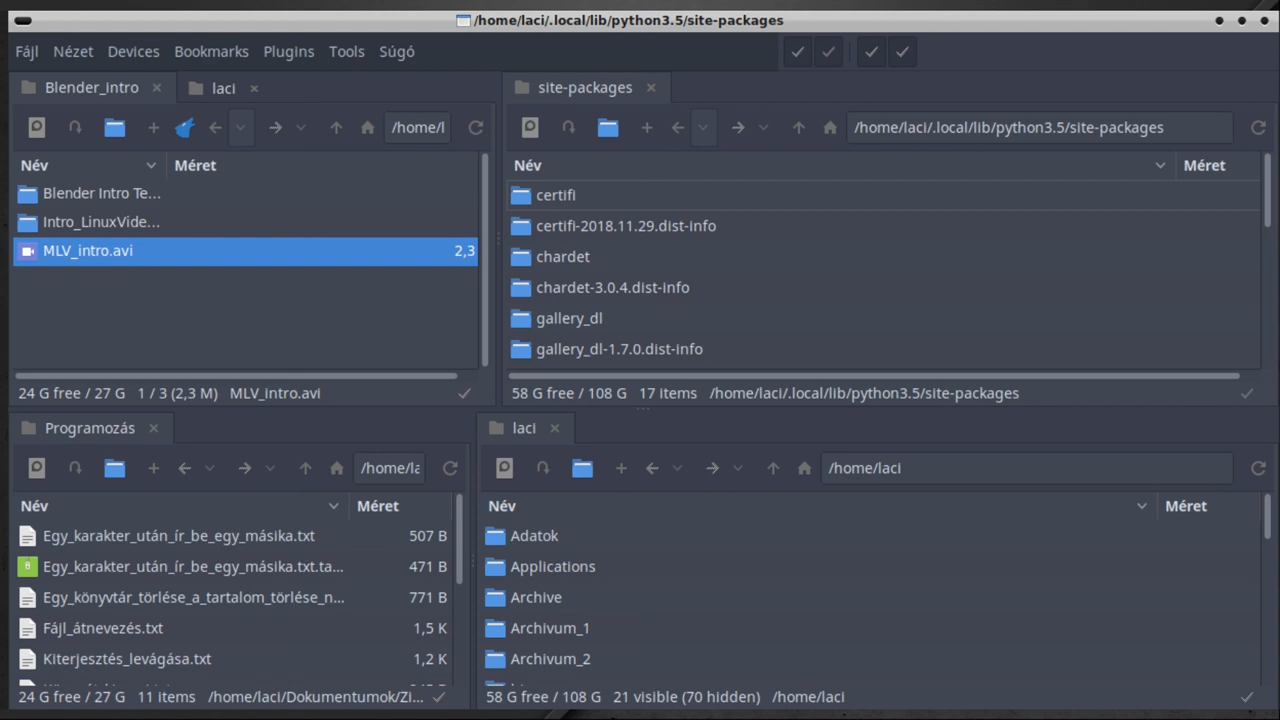 /home/laci/.local/lib/python3.5/site-packages
Fájl Nézet Devices Bookmarks Plugins Tools Súgó
Blender_intro laci
/home/l
Név Méret
Blender Intro Te...
Intro_LinuxVide...
MLV_intro.avi 2,3
24 G free / 27 G 1 / 3 (2,3 M) MLV_intro.avi
site-packages
/home/laci/.local/lib/python3.5/site-packages
Név Méret
certifi
certifi-2018.11.29.dist-info
chardet
chardet-3.0.4.dist-info
gallery_dl
gallery_dl-1.7.0.dist-info
58 G free / 108 G 17 items /home/laci/.local/lib/python3.5/site-packages
Programozás
/home/la
Név Méret
Egy_karakter_után_ír_be_egy_másika.txt 507 B
Egy_karakter_után_ír_be_egy_másika.txt.ta... 471 B
Egy_könyvtár_törlése_a_tartalom_törlése_n... 771 B
Fájl_átnevezés.txt 1,5 K
Kiterjesztés_levágása.txt 1,2 K
24 G free / 27 G 11 items /home/laci/Dokumentumok/Zi...
laci
/home/laci
Név Méret
Adatok
Applications
Archive
Archivum_1
Archivum_2
58 G free / 108 G 21 visible (70 hidden) /home/laci